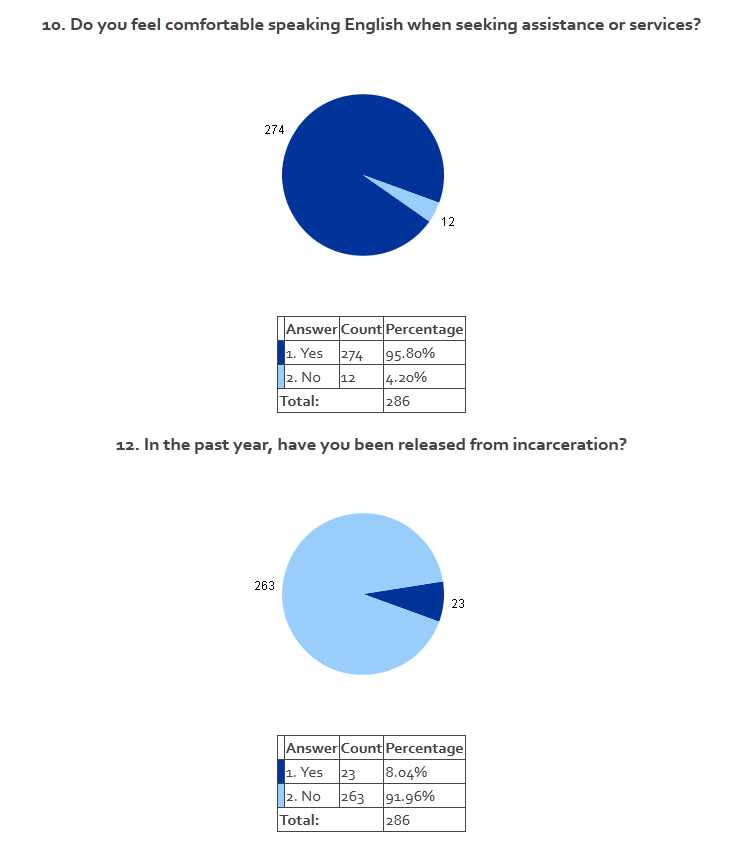 10. Do you feel comfortable speaking English when seeking assistance or services?
274
12
Answer Count Percentage
1. Yes 274 95.80%
2. No 12 4.20%
Total: 286
12. In the past year, have you been released from incarceration?
263
23
Answer Count Percentage
1. Yes 23 8.04%
2. No 263 91.96%
Total: 286